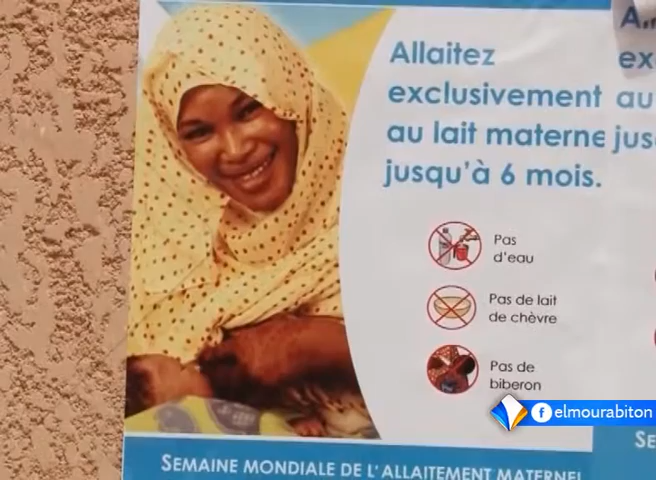 Allaitez
exclusivement
au lait materne
jusqu'à 6 mois.
Pas
d'eau
Pas de lait
de chèvre
Pas de
biberon
elmourabiton
SEMAINE MONDIALE DE L'ALLAITEMENT MATERNEL